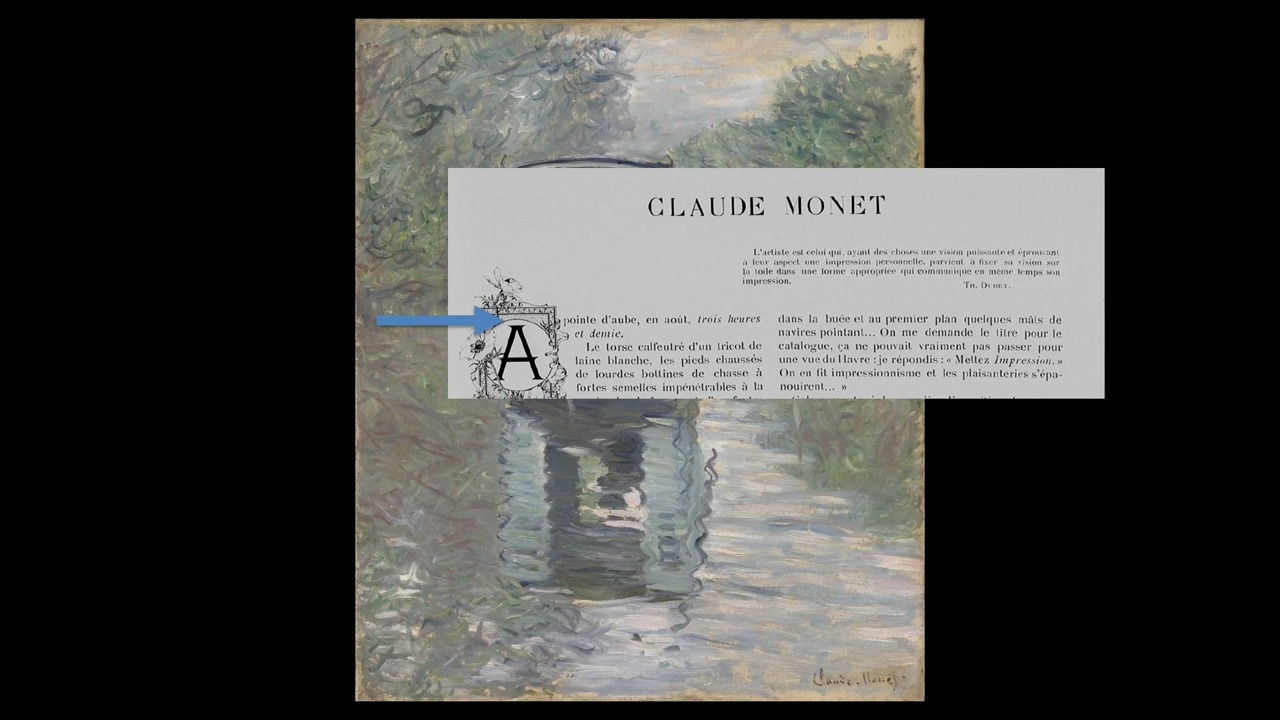 CLAUDE MONET
L'artiste est celui qui, ayant des choses une vision puissante et éprouvant
à leur aspect une impression personnelle, parvient à fixer sa vision sur
la toile dans une forme appropriée qui communique en même temps son
impression.
TH. DURET.
A pointe d'aube, en août, trois heures
et demie.
Le torse calfeutré d'un tricot de
laine blanche, les pieds chaussés
de lourdes bottines de chasse à
fortes semelles impénétrables à la
dans la buée et au premier plan quelques mâts de
navires pointant... On me demande le titre pour le
catalogue, ça ne pouvait vraiment pas passer pour
une vue du Havre : je répondis : « Mettez Impression. »
On en fit impressionnisme et les plaisanteries s'épa-
nouirent... »
Claude Monet